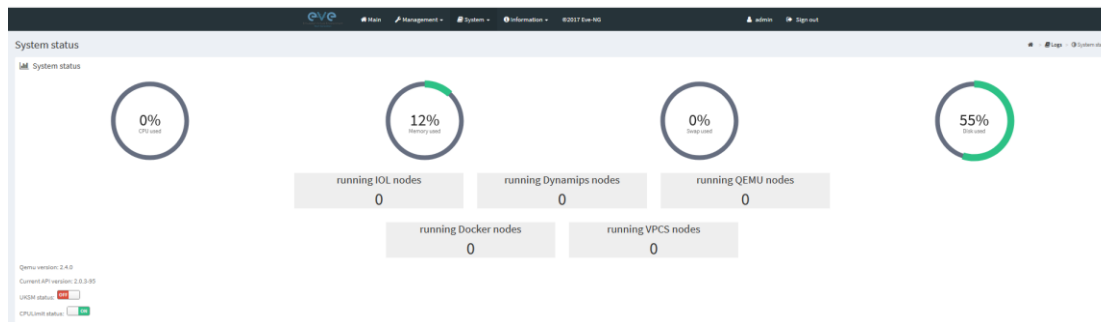 eve Main Management System Information ©2017 Eve-NG admin Sign out
System status
Logs
System status
0%
CPU used
12%
Memory used
0%
Swap used
55%
Disk used
running IOL nodes
0
running Dynamips nodes
0
running QEMU nodes
0
running Docker nodes
0
running VPCS nodes
0
Qemu version: 2.4.0
Current API version: 2.0.3-80
UKSM status: OFF
CPULimit status: ON